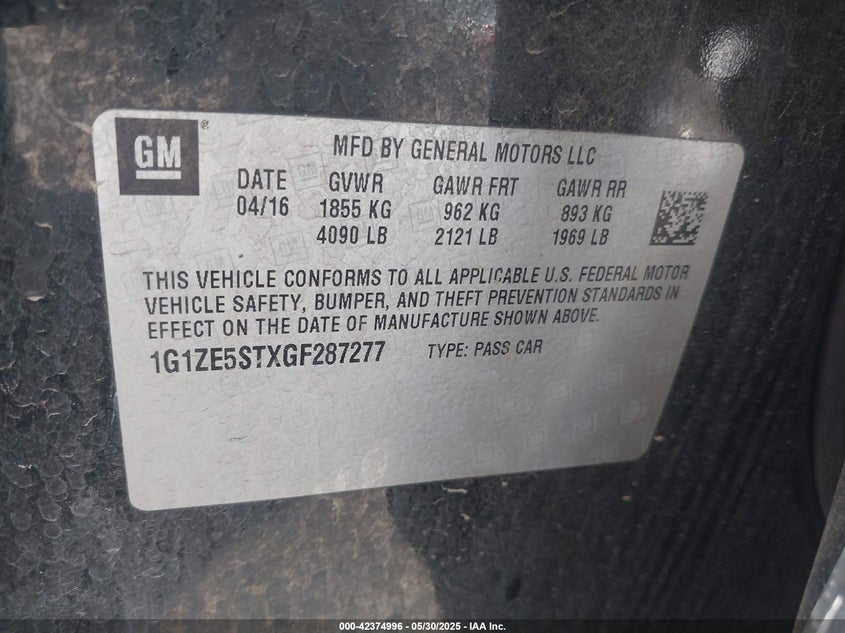 GM®
MFD BY GENERAL MOTORS LLC
DATE GVWR GAWR FRT GAWR RR
04/16 1855 KG 962 KG 893 KG
4090 LB 2121 LB 1969 LB
THIS VEHICLE CONFORMS TO ALL APPLICABLE U.S. FEDERAL MOTOR
VEHICLE SAFETY, BUMPER, AND THEFT PREVENTION STANDARDS IN
EFFECT ON THE DATE OF MANUFACTURE SHOWN ABOVE.
1G1ZE5STXGF287277 TYPE: PASS CAR
000-42374996 — 05/30/2025 — IAA Inc.